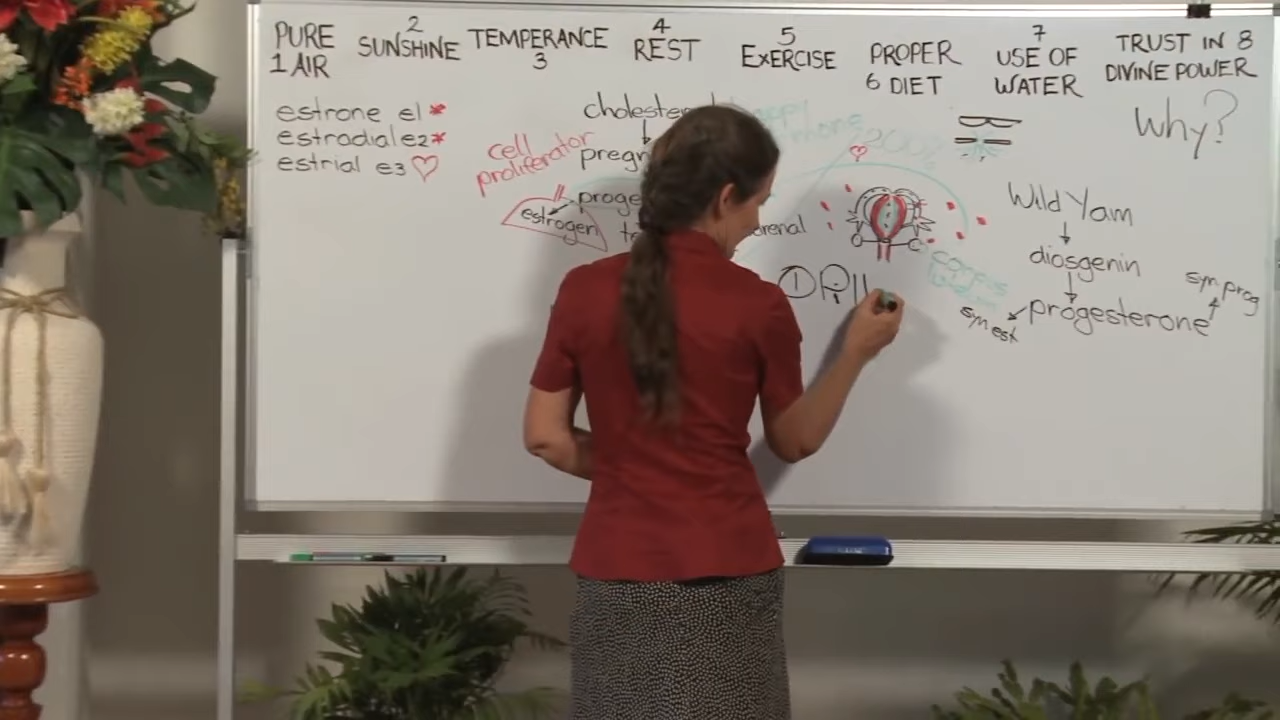 PURE
1 AIR
2
SUNSHINE
TEMPERANCE
3
4
REST
5
EXERCISE
PROPER
6 DIET
7
USE OF
WATER
TRUST IN 8
DIVINE POWER
estrone e1*
estradiol e2*
estrial e3♡
cell
proliferator
estrogen
Why?
Wild Yam
↓
diosgenin
↓
progesterone
syn prog
syn est
corpus